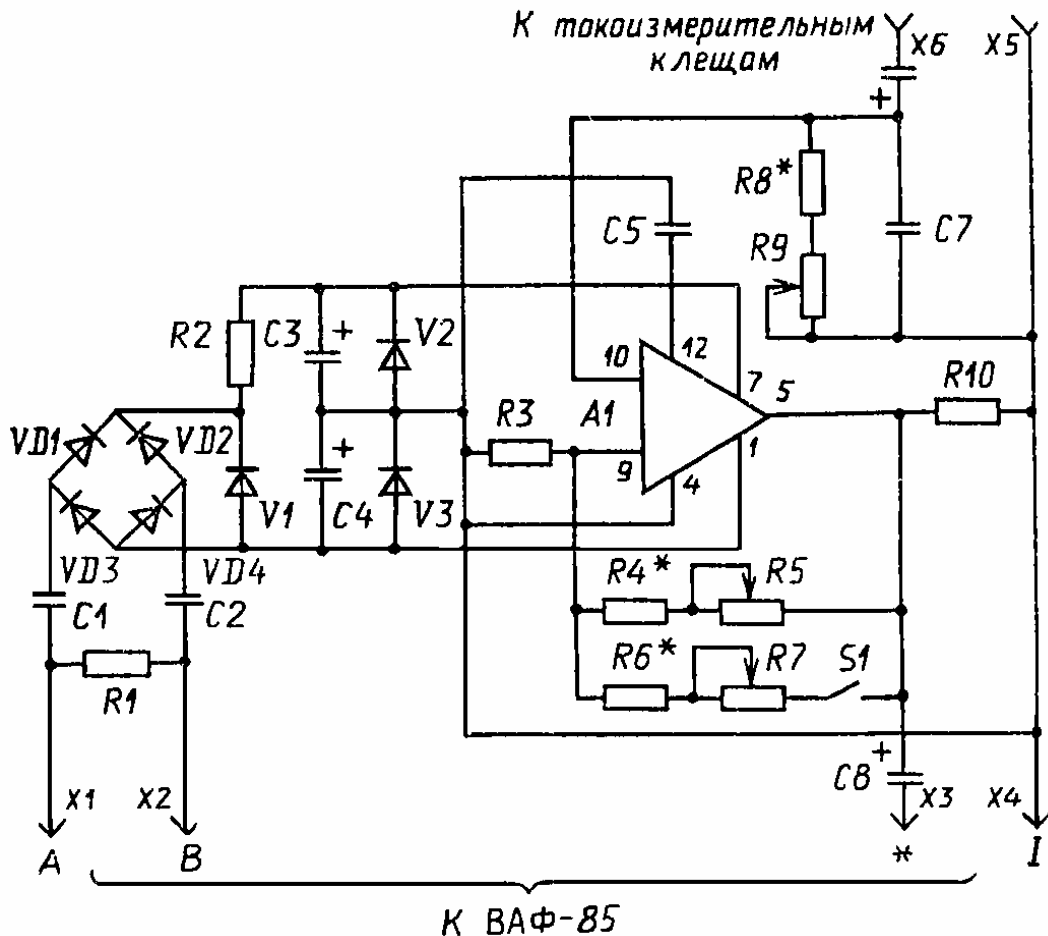 К токоизмерительным
клещам
X6
X5
+
R8*
C5
C7
R9
R2
C3
+
V2
10
12
7
5
R10
VD1
VD2
R3
A1
+
1
9
4
V1
C4
V3
VD3
VD4
R4*
R5
C1
C2
R6*
R7
S1
R1
+
C8
X1
X2
X3
X4
A
B
*
I
К ВАФ-85